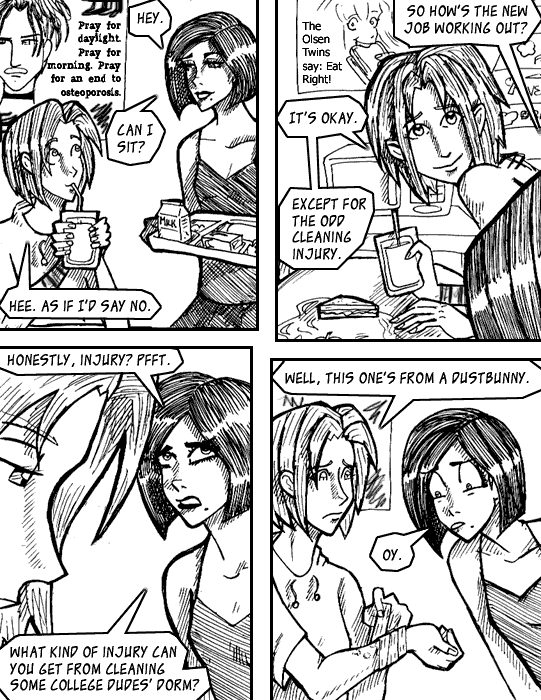 Pray for
daylight.
Pray for
morning. Pray
for an end to
osteoporosis.
HEY.
CAN I
SIT?
MILK
HEE. AS IF I'D SAY NO.
The
Olsen
Twins
say: Eat
Right!
SO HOW'S THE NEW
JOB WORKING OUT?
IT'S OKAY.
EXCEPT FOR
THE ODD
CLEANING
INJURY.
HONESTLY, INJURY? PFFT.
WHAT KIND OF INJURY CAN
YOU GET FROM CLEANING
SOME COLLEGE DUDES' DORM?
WELL, THIS ONE'S FROM A DUSTBUNNY.
OY.